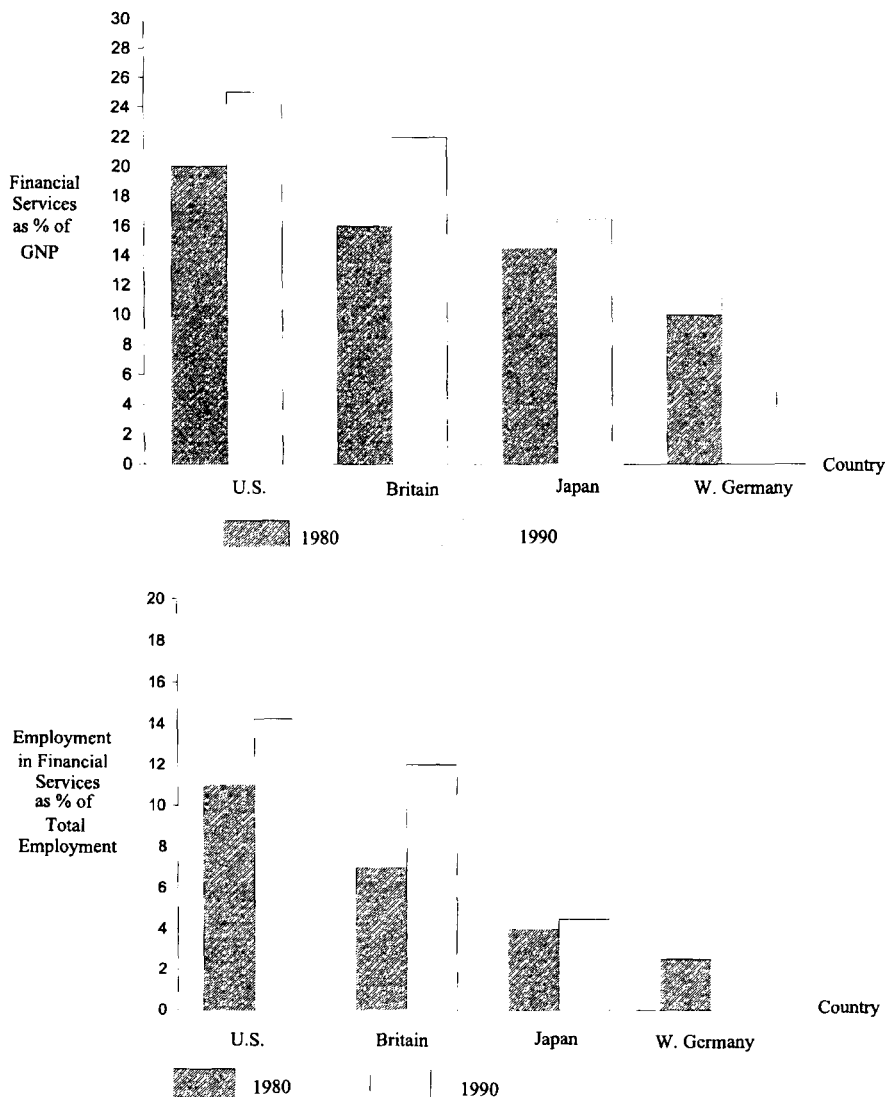 30
28
26
24
22
20
18
16
14
12
10
8
6
4
2
0
Financial
Services
as % of
GNP
U.S. Britain Japan W. Germany
Country
1980 1990
20
18
16
14
12
10
8
6
4
2
0
Employment
in Financial
Services
as % of
Total
Employment
U.S. Britain Japan W. Germany
Country
1980 1990